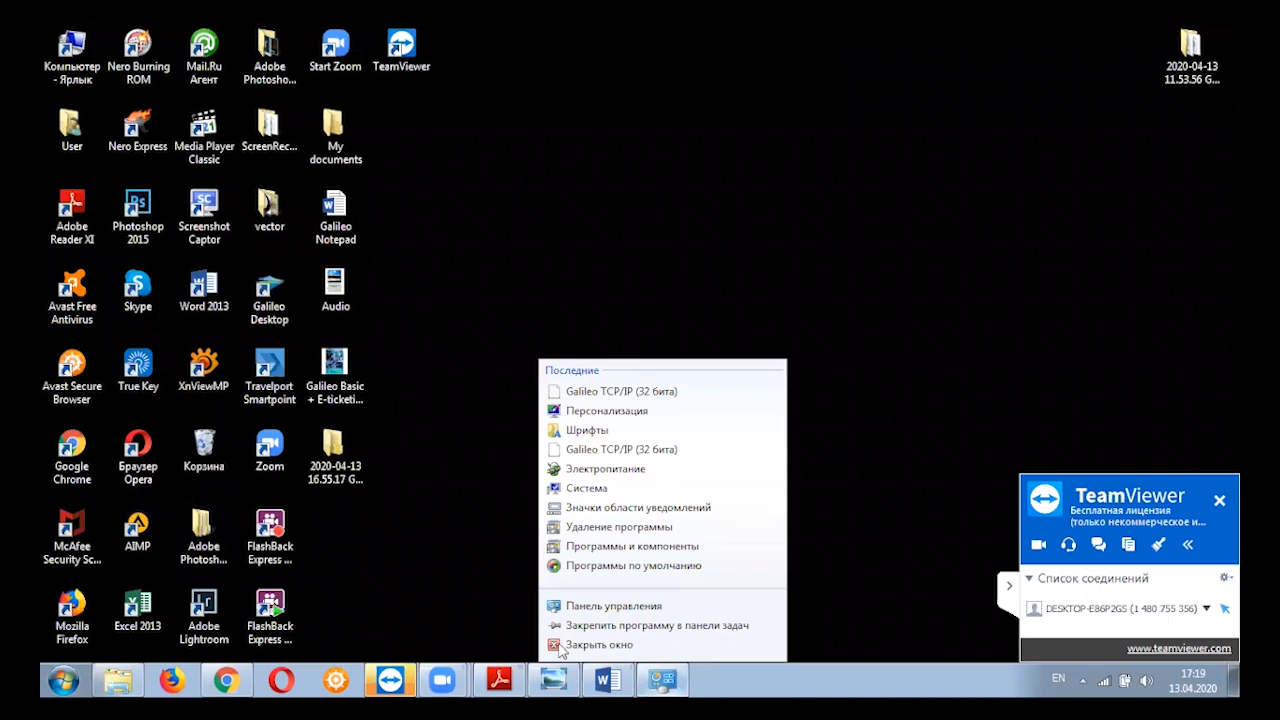 Компьютер
- Ярлык
Nero Burning
ROM
Mail.Ru
Агент
Adobe
Photosho...
Start Zoom
TeamViewer
2020-04-13
11.53.56 G...
User
Nero Express
Media Player
Classic
ScreenRec...
My
documents
Adobe
Reader XI
Photoshop
2015
Screenshot
Captor
vector
Galileo
Notepad
Avast Free
Antivirus
Skype
Word 2013
Galileo
Desktop
Audio
Avast Secure
Browser
True Key
XnViewMP
Travelport
Smartpoint
Galileo Basic
+ E-ticketi...
Google
Chrome
Браузер
Opera
Корзина
Zoom
2020-04-13
16.55.17 G...
McAfee
Security Sc...
AIMP
Adobe
Photosh...
FlashBack
Express ...
Mozilla
Firefox
Excel 2013
Adobe
Lightroom
FlashBack
Express ...
Последние
Galileo TCP/IP (32 бита)
Персонализация
Шрифты
Galileo TCP/IP (32 бита)
Электропитание
Система
Значки области уведомлений
Удаление программы
Программы и компоненты
Программы по умолчанию
Панель управления
Закрепить программу в панели задач
Закрыть окно
TeamViewer
Бесплатная лицензия
(только некоммерческое и...
Список соединений
DESKTOP-E86P2GS (1 480 755 356)
www.teamviewer.com
EN
17:19
13.04.2020